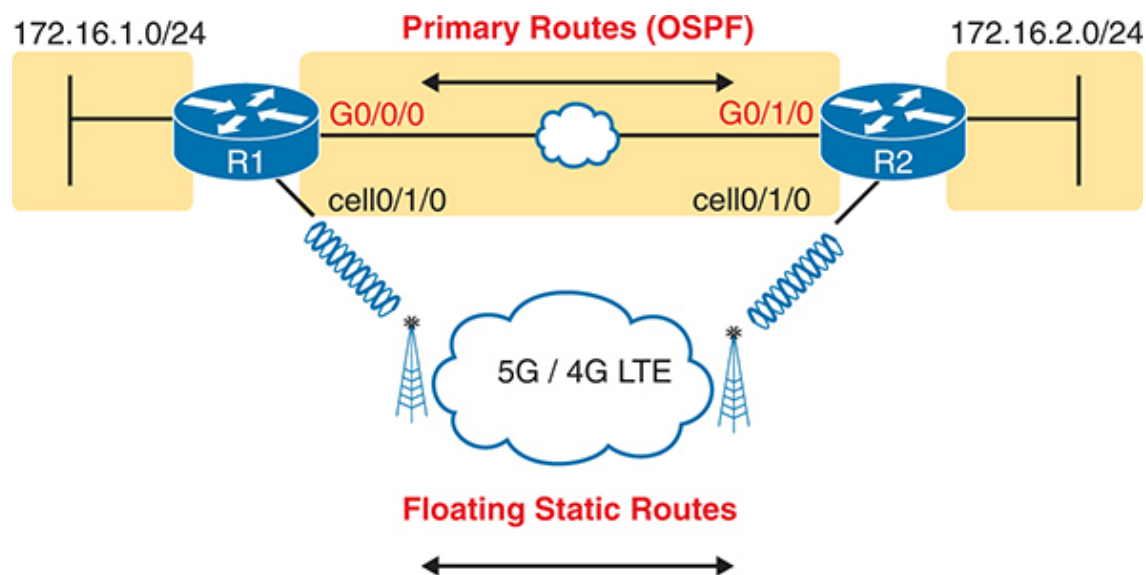 172.16.1.0/24
Primary Routes (OSPF)
172.16.2.0/24
G0/0/0
G0/1/0
R1
R2
cell0/1/0
cell0/1/0
5G / 4G LTE
Floating Static Routes